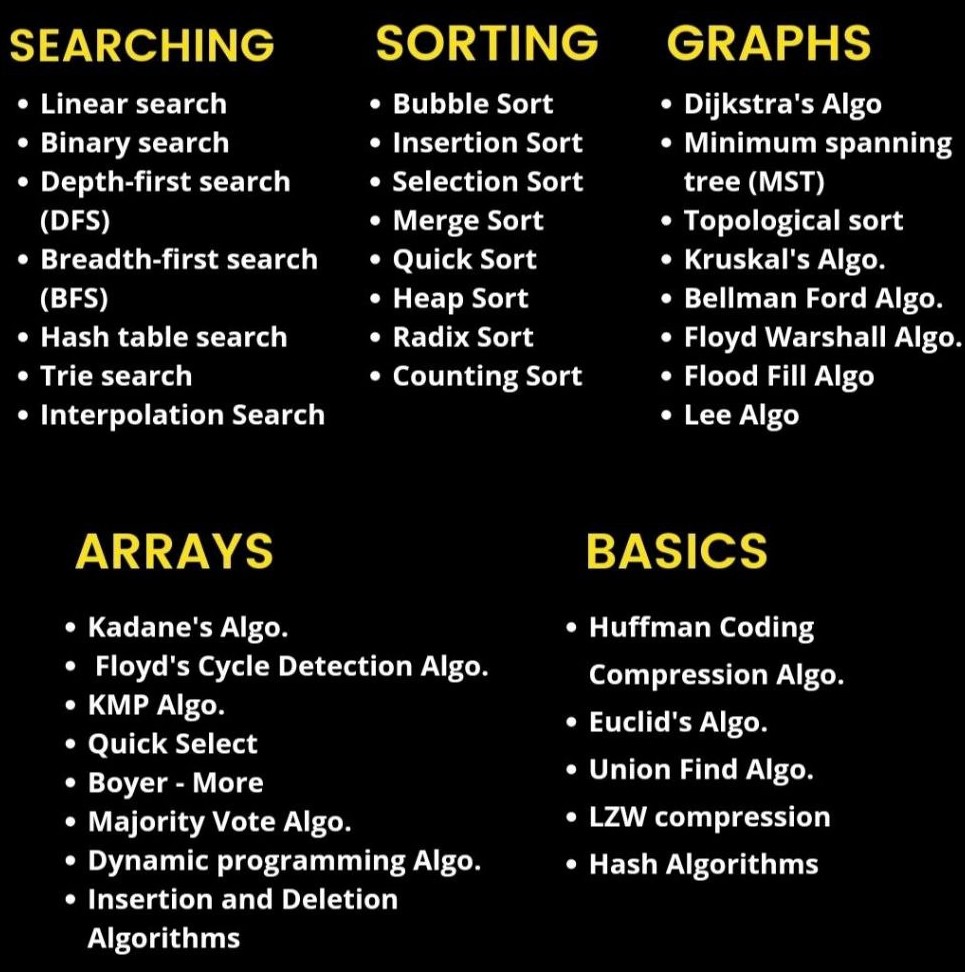 SEARCHING
• Linear search
• Binary search
• Depth-first search
(DFS)
• Breadth-first search
(BFS)
• Hash table search
• Trie search
• Interpolation Search
SORTING
• Bubble Sort
• Insertion Sort
• Selection Sort
• Merge Sort
• Quick Sort
• Heap Sort
• Radix Sort
• Counting Sort
GRAPHS
• Dijkstra's Algo
• Minimum spanning
tree (MST)
• Topological sort
• Kruskal's Algo.
• Bellman Ford Algo.
• Floyd Warshall Algo.
• Flood Fill Algo
• Lee Algo
ARRAYS
• Kadane's Algo.
• Floyd's Cycle Detection Algo.
• KMP Algo.
• Quick Select
• Boyer - More
• Majority Vote Algo.
• Dynamic programming Algo.
• Insertion and Deletion
Algorithms
BASICS
• Huffman Coding
Compression Algo.
• Euclid's Algo.
• Union Find Algo.
• LZW compression
• Hash Algorithms